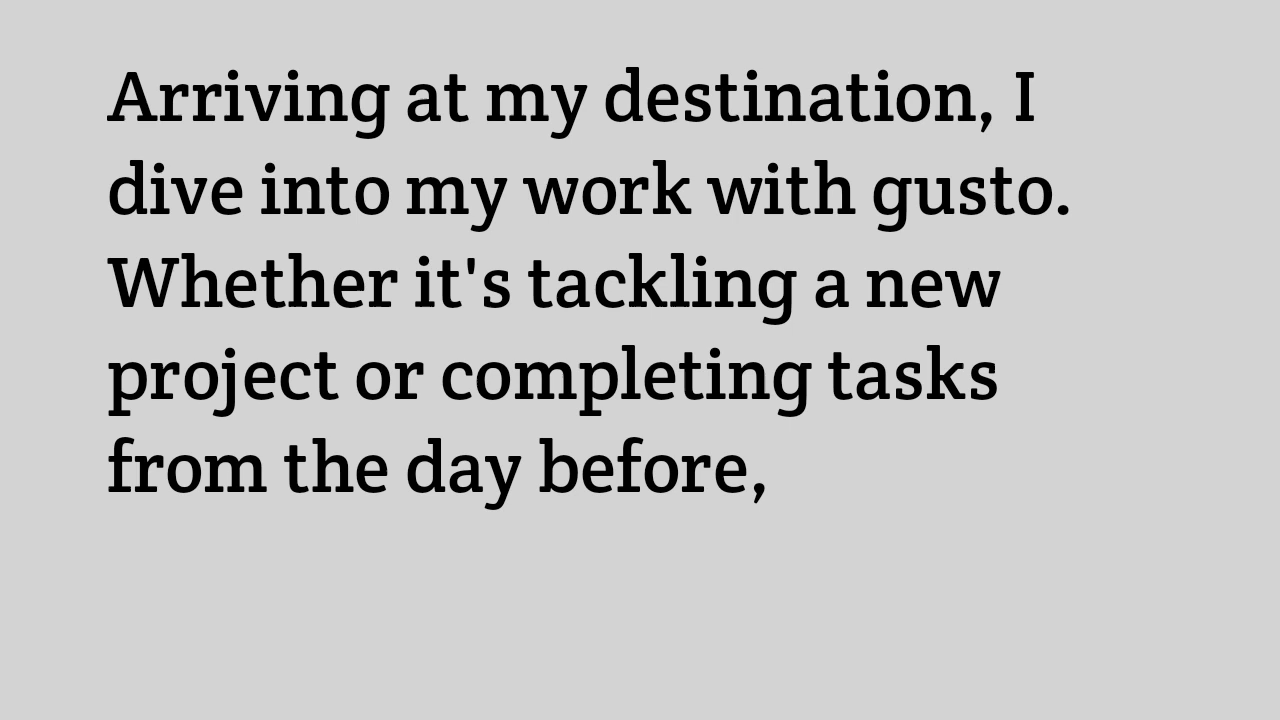 Arriving at my destination, I
dive into my work with gusto.
Whether it's tackling a new
project or completing tasks
from the day before,